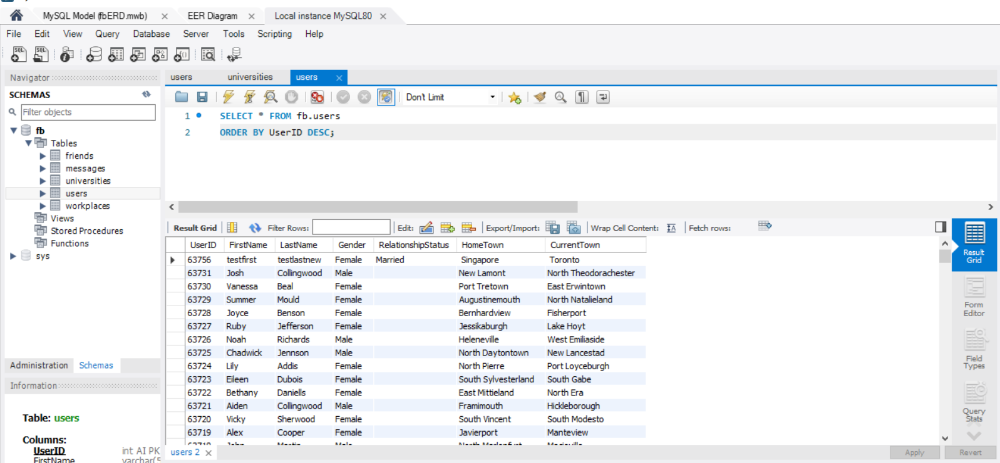 MySQL Model (fbERD.mwb) EER Diagram Local instance MySQL80
File Edit View Query Database Server Tools Scripting Help
Navigator
SCHEMAS
Filter objects
fb
Tables
friends
messages
universities
users
workplaces
Views
Stored Procedures
Functions
sys
Administration Schemas
Information
Table: users
Columns:
UserID int AI PK
FirstName
users universities users
Don't Limit
1 SELECT * FROM fb.users
2 ORDER BY UserID DESC;
Result Grid Filter Rows: Edit: Export/Import: Wrap Cell Content: Fetch rows:
UserID FirstName LastName Gender RelationshipStatus HomeTown CurrentTown
63756 testfirst testlastnew Female Married Singapore Toronto
63731 Josh Collingwood Male New Lamont North Theodorachester
63730 Vanessa Beal Female Port Tretown East Erwintown
63729 Summer Mould Female Augustinemouth North Natalieland
63728 Joyce Benson Female Bernhardview Fisherport
63727 Ruby Jefferson Female Jessikaburgh Lake Hoyt
63726 Noah Richards Male Heleneville West Emiliaside
63725 Chadwick Jennson Male North Daytontown New Lancestad
63724 Lily Addis Female North Pierre Port Loyceburgh
63723 Eileen Dubois Female South Sylvesterland South Gabe
63722 Bethany Daniells Female East Mittieland North Era
63721 Aiden Collingwood Male Framimouth Hickleborough
63720 Vicky Sherwood Female South Vincent South Modesto
63719 Alex Cooper Female Javierport Manteview
users 2
Apply Revert
Result
Grid
Form
Editor
Field
Types
Query
Stats